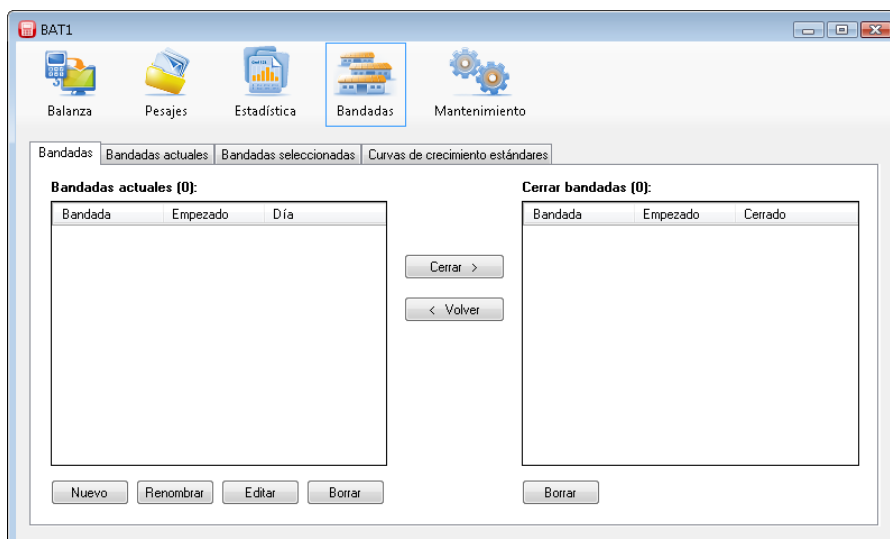 BAT1
Balanza Pesajes Estadística Bandadas Mantenimiento
Bandadas Bandadas actuales Bandadas seleccionadas Curvas de crecimiento estándares
Bandadas actuales (0): Cerrar bandadas (0):
Bandada Empezado Día Bandada Empezado Cerrado
Cerrar >
< Volver
Nuevo Renombrar Editar Borrar Borrar